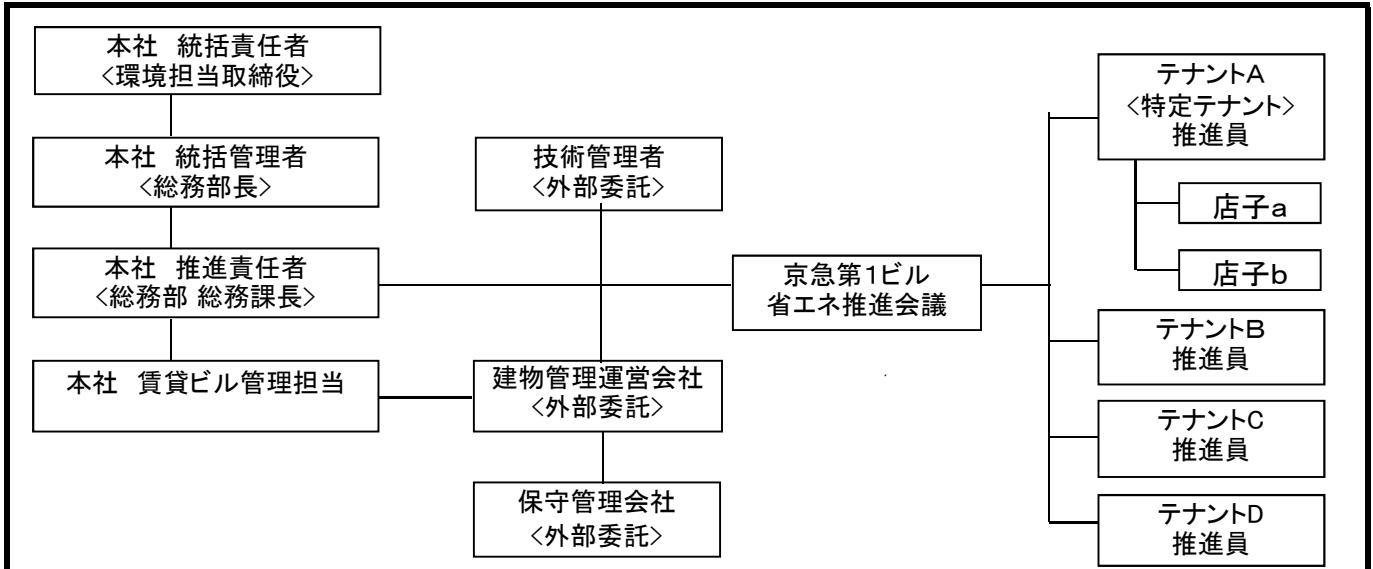 本社 統括責任者
<環境担当取締役>
本社 統括管理者
<総務部長>
本社 推進責任者
<総務部 総務課長>
本社 賃貸ビル管理担当
技術管理者
<外部委託>
建物管理運営会社
<外部委託>
保守管理会社
<外部委託>
京急第1ビル
省エネ推進会議
テナントA
<特定テナント>
推進員
店子a
店子b
テナントB
推進員
テナントC
推進員
テナントD
推進員